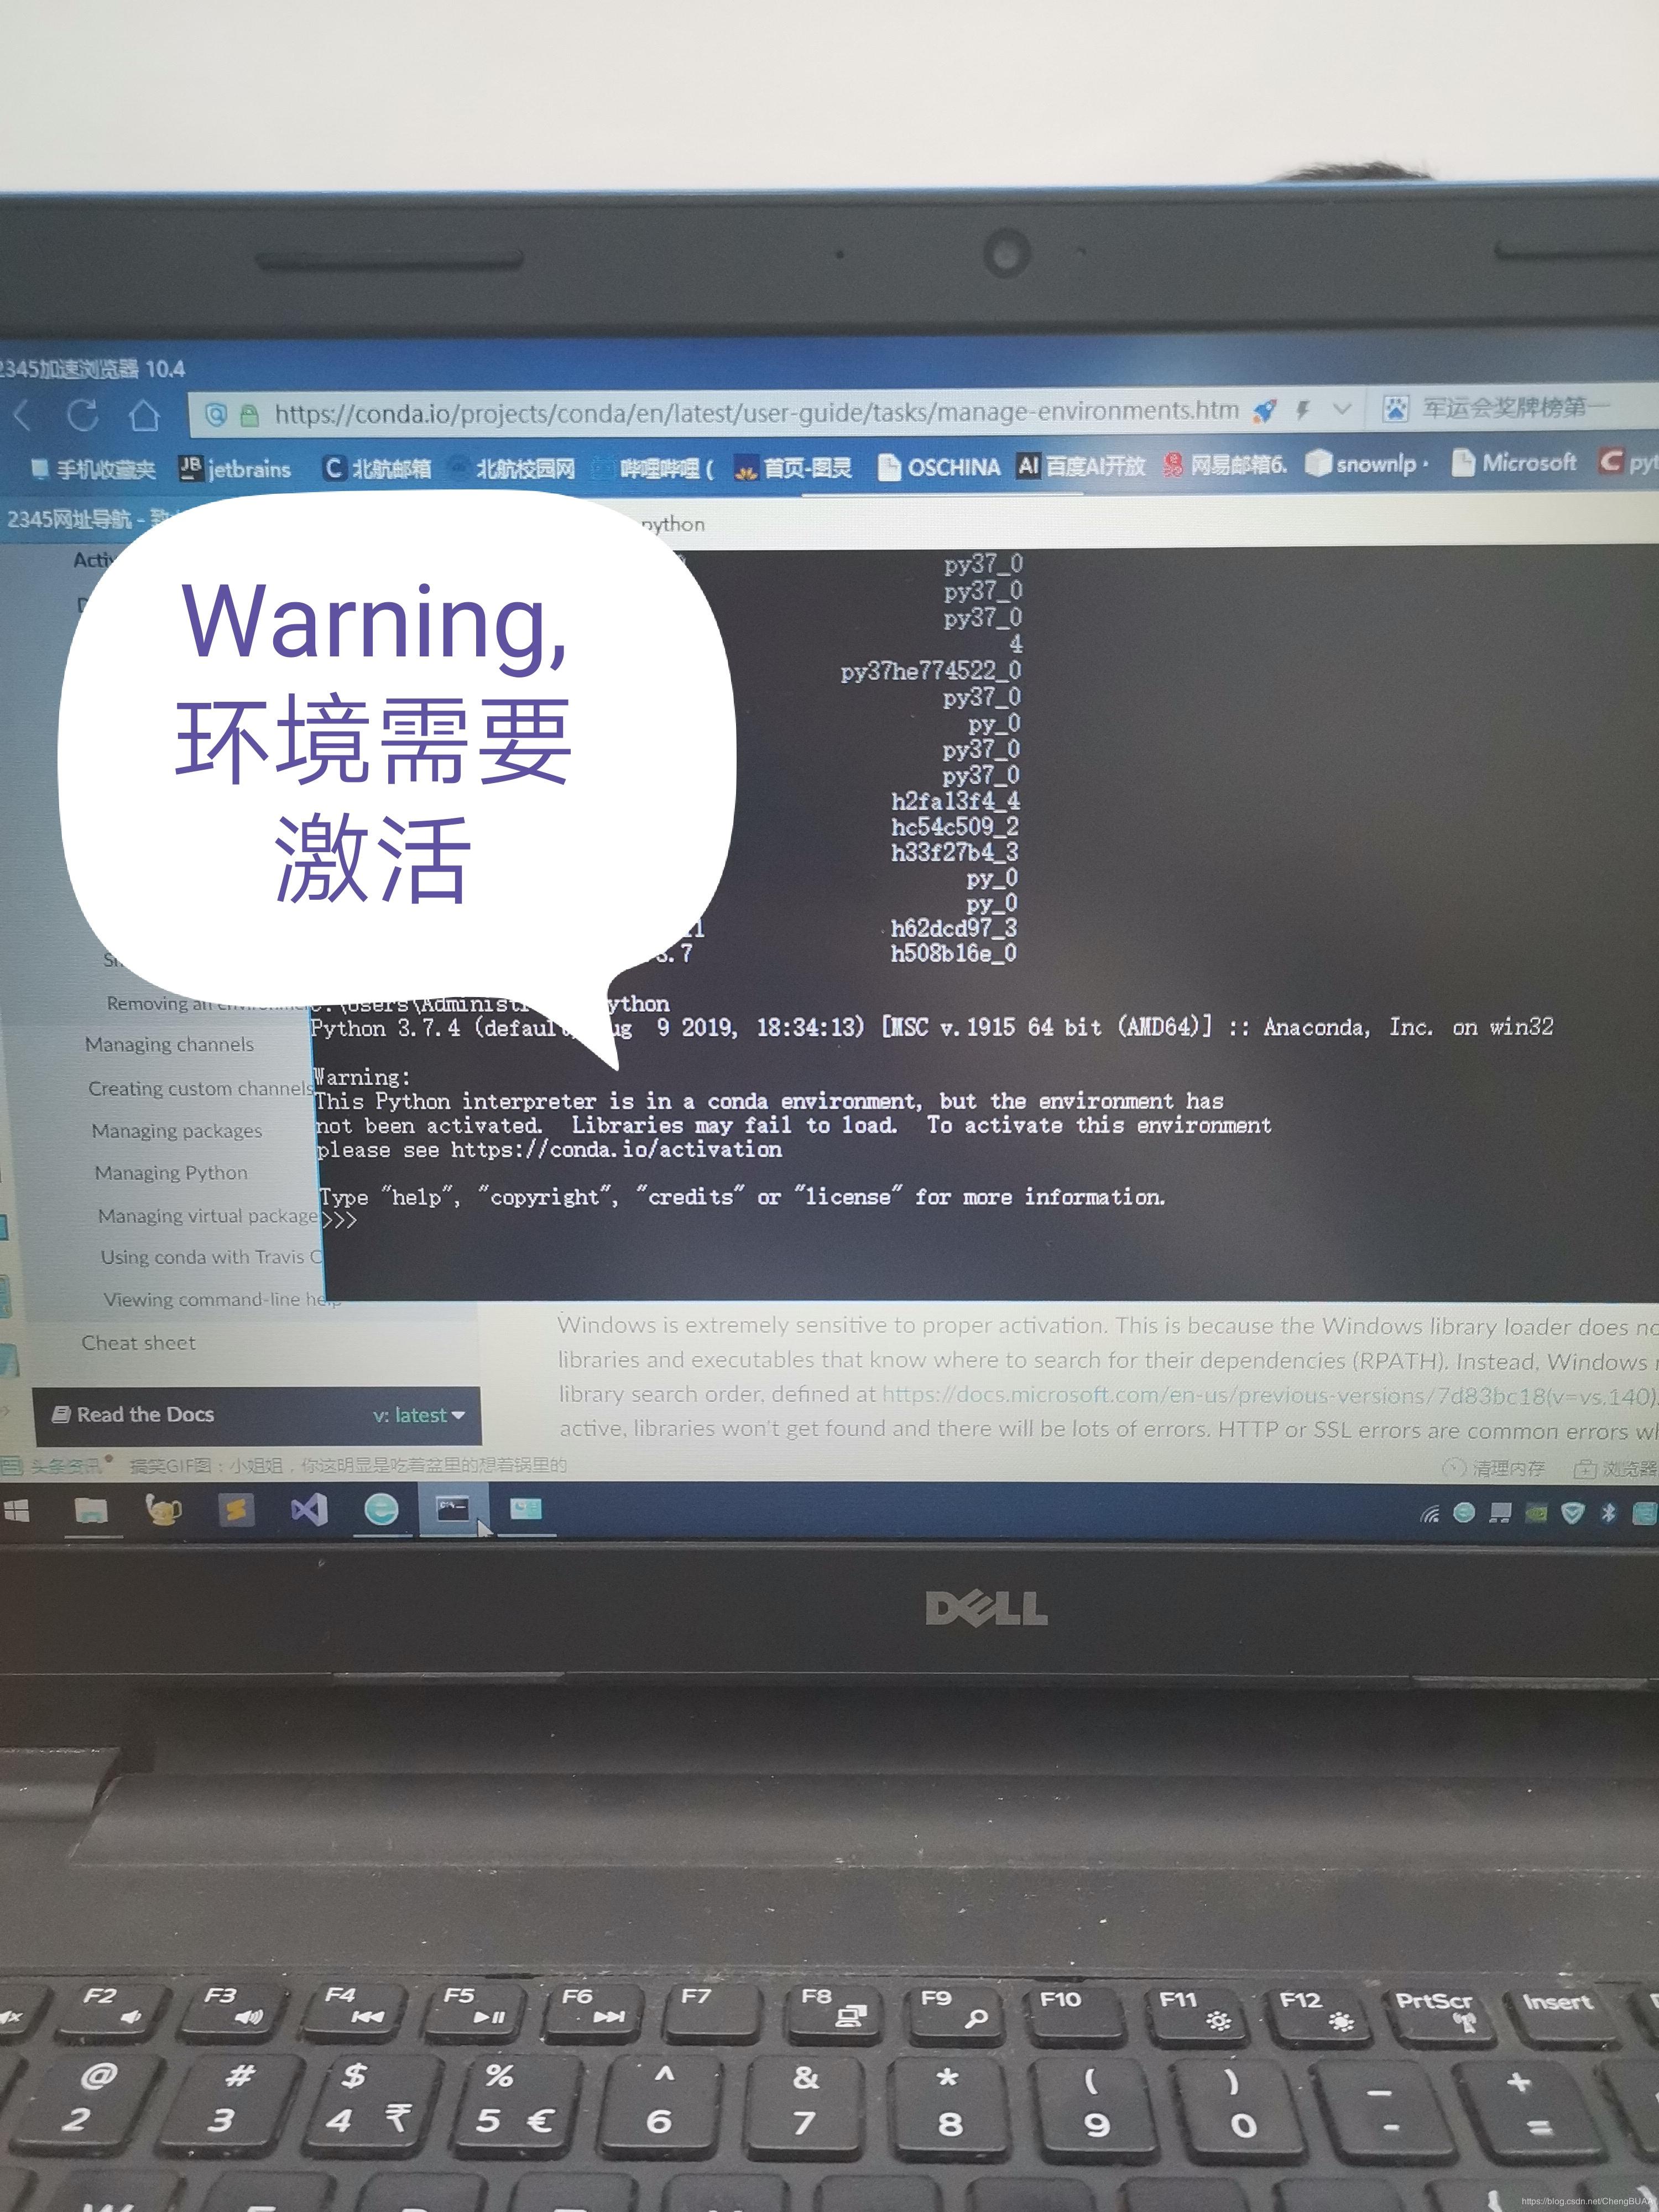 2345加速浏览器 10.4
https://conda.io/projects/conda/en/latest/user-guide/tasks/manage-environments.htm
军运会奖牌榜第一
手机收藏夹 JB jetbrains C 北航邮箱 北航校园网 哔哩哔哩 ( 首页-图灵 OSCHINA AI 百度AI开放 网易邮箱6. snownlp · Microsoft C pyt
2345网址导航 -
python
Warning,
环境需要
激活
py37_0
py37_0
py37_0
4
py37he774522_0
py37_0
py_0
py37_0
py37_0
h2fa13f4_4
hc54c509_2
h33f27b4_3
py_0
py_0
h62dcd97_3
.7 h508b16e_0
Removing an
:\Users\Administ ython
Python 3.7.4 (defaul ug 9 2019, 18:34:13) [MSC v.1915 64 bit (AMD64)] :: Anaconda, Inc. on win32
Warning:
This Python interpreter is in a conda environment, but the environment has
not been activated. Libraries may fail to load. To activate this environment
please see https://conda.io/activation
Type "help", "copyright", "credits" or "license" for more information.
>>>
Managing channels
Creating custom channels
Managing packages
Managing Python
Managing virtual package
Using conda with Travis C
Viewing command-line he
Cheat sheet
Read the Docs v: latest
Windows is extremely sensitive to proper activation. This is because the Windows library loader does no
libraries and executables that know where to search for their dependencies (RPATH). Instead, Windows
library search order, defined at https://docs.microsoft.com/en-us/previous-versions/7d83bc18(v=vs.140).
active, libraries won't get found and there will be lots of errors. HTTP or SSL errors are common errors wh
头条资讯 搞笑GIF图：小姐姐，你这明显是吃着盆里的想着锅里的 清理内存 浏览器
DELL
F2 F3 F4 F5 F6 F7 F8 F9 F10 F11 F12 PrtScr Insert
@ # $ % ^ & * ( ) _ +
2 3 4 ₹ 5 € 6 7 8 9 0 - =
https://blog.csdn.net/ChengBUAA